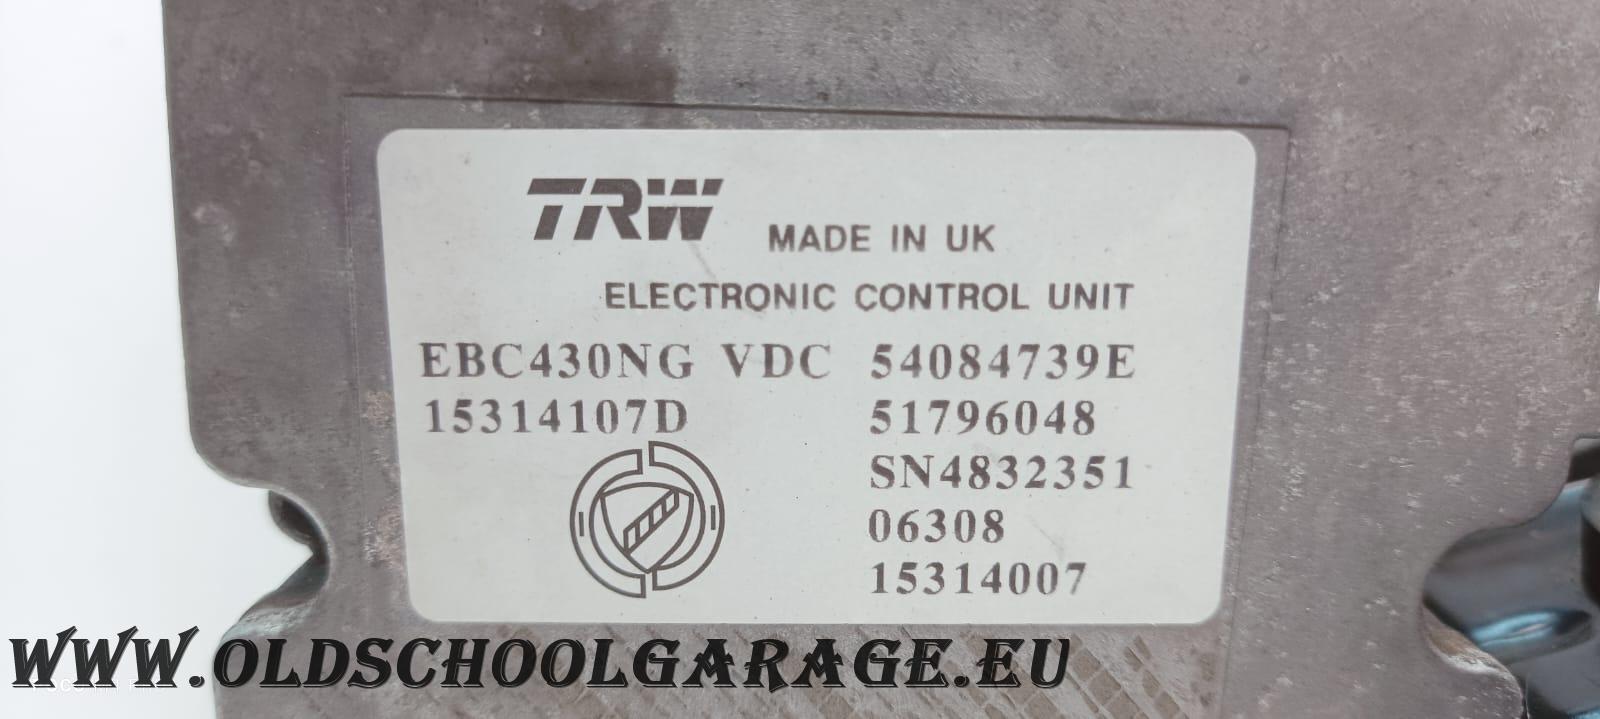 TRW
MADE IN UK
ELECTRONIC CONTROL UNIT
EBC430NG VDC 54084739E
15314107D 51796048
SN4832351
06308
15314007
WWW.OLDSCHOOLGARAGE.EU